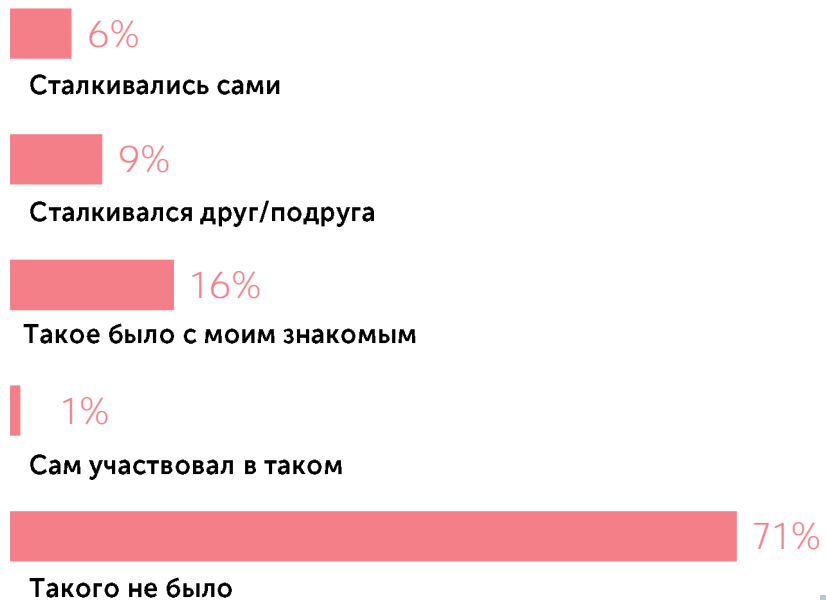 6%
Сталкивались сами
9%
Сталкивался друг/подруга
16%
Такое было с моим знакомым
1%
Сам участвовал в таком
71%
Такого не было